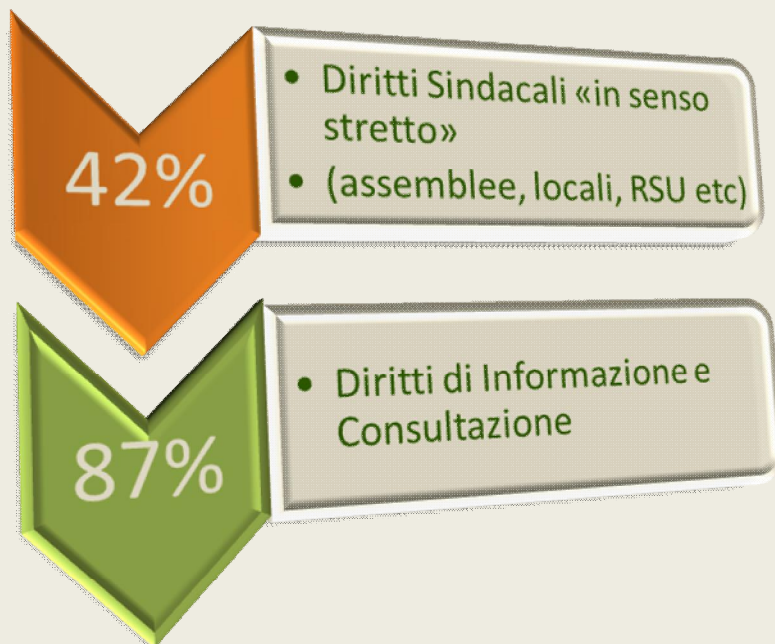 42%
• Diritti Sindacali «in senso
stretto»
• (assemblee, locali, RSU etc)
87%
• Diritti di Informazione e
Consultazione